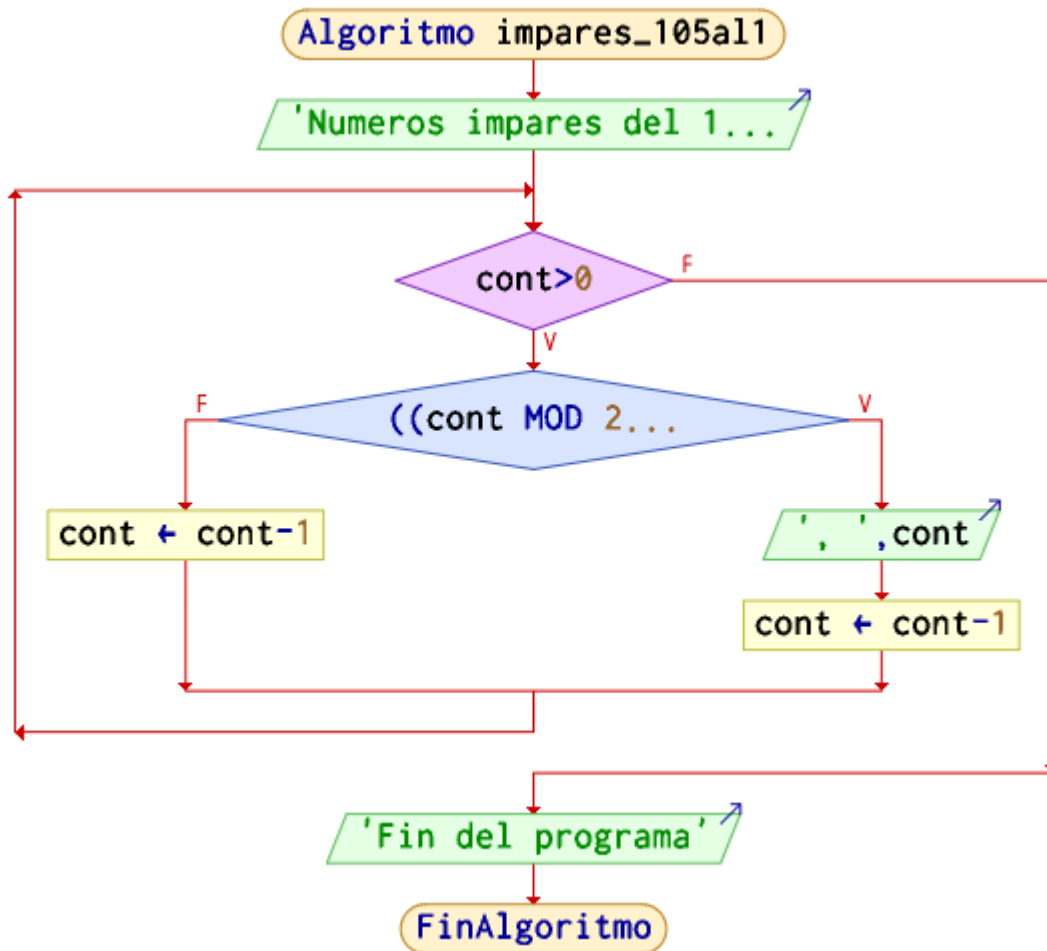 Algoritmo impares_105al1
'Numeros impares del 1...
cont>0
F
V
F
((cont MOD 2...
V
cont ← cont-1
', ',cont
cont ← cont-1
'Fin del programa'
FinAlgoritmo